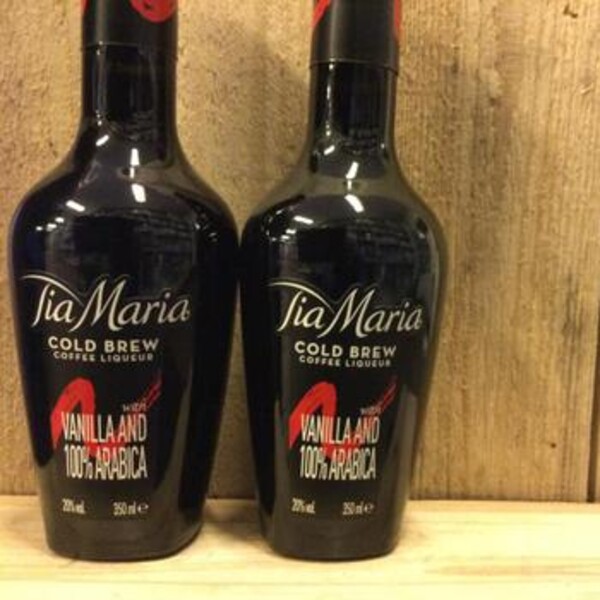 Tia Maria
COLD BREW
COFFEE LIQUEUR
with
VANILLA AND
100% ARABICA
20% vol. 350 ml e
Tia Maria
COLD BREW
COFFEE LIQUEUR
with
VANILLA AND
100% ARABICA
20% vol. 350 ml e